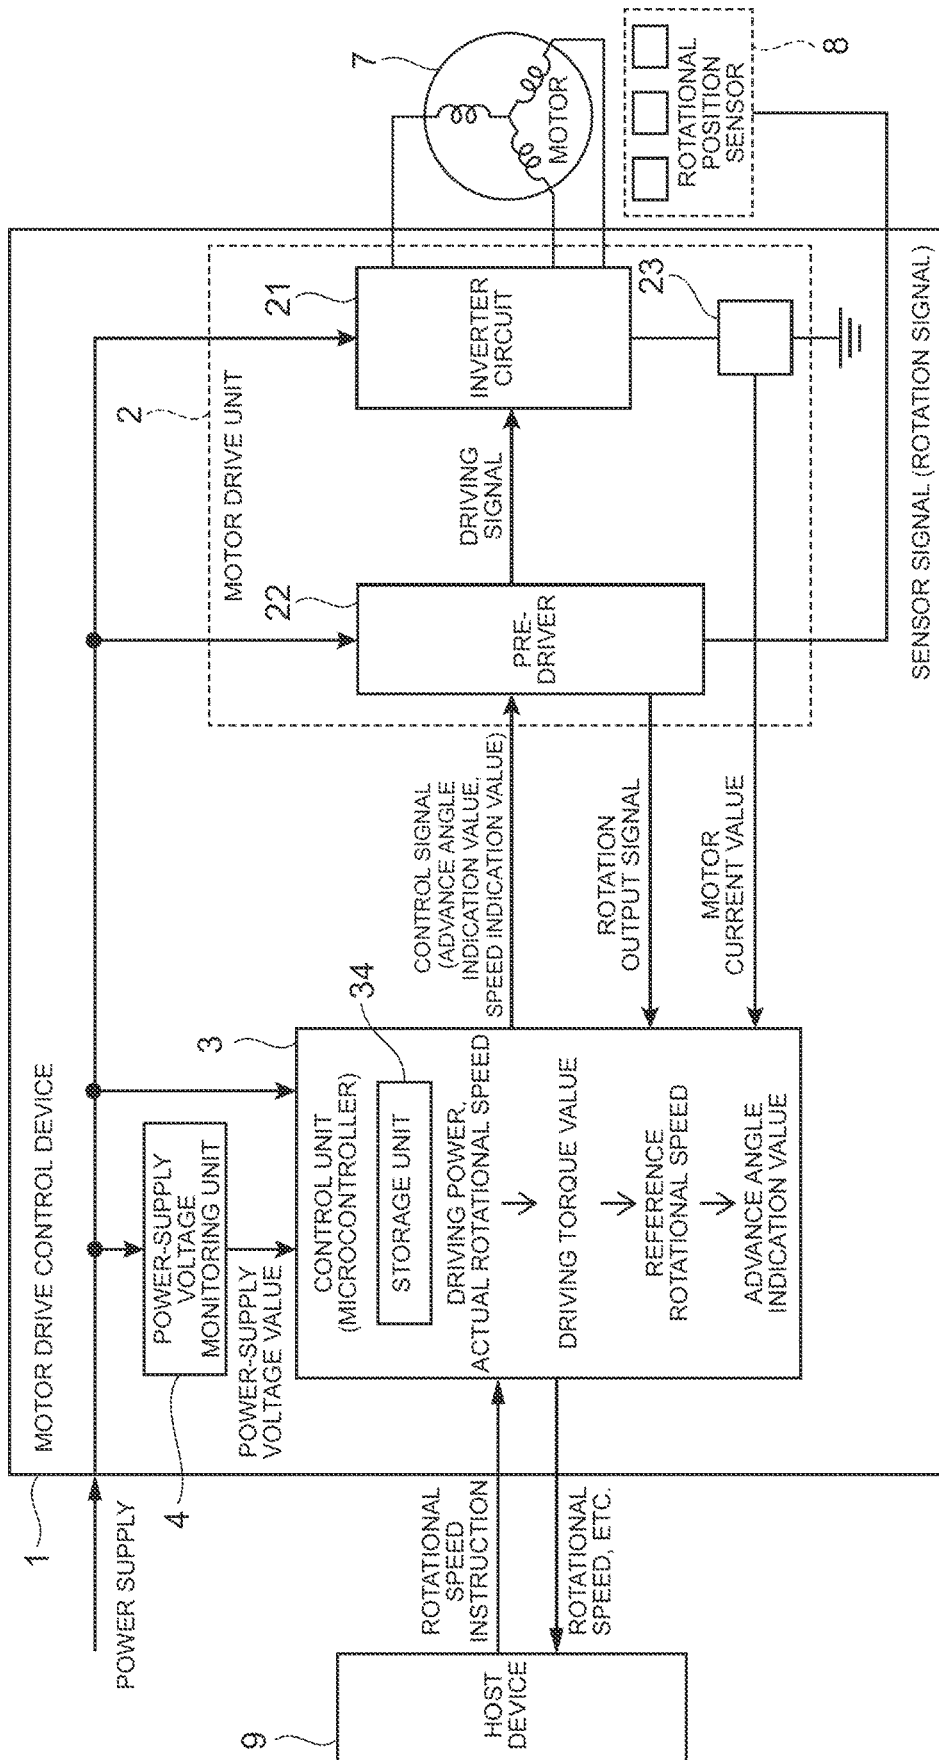 1
MOTOR DRIVE CONTROL DEVICE
POWER SUPPLY
4
POWER-SUPPLY
VOLTAGE
MONITORING UNIT
POWER-SUPPLY
VOLTAGE VALUE
9
HOST
DEVICE
ROTATIONAL
SPEED
INSTRUCTION
ROTATIONAL
SPEED, ETC.
3
CONTROL UNIT
(MICROCONTROLLER)
34
STORAGE UNIT
DRIVING POWER,
ACTUAL ROTATIONAL SPEED
DRIVING TORQUE VALUE
REFERENCE
ROTATIONAL SPEED
ADVANCE ANGLE
INDICATION VALUE
CONTROL SIGNAL
(ADVANCE ANGLE
INDICATION VALUE,
SPEED INDICATION VALUE)
ROTATION
OUTPUT SIGNAL
MOTOR
CURRENT VALUE
2
MOTOR DRIVE UNIT
22
PRE-
DRIVER
DRIVING
SIGNAL
21
INVERTER
CIRCUIT
23
7
MOTOR
ROTATIONAL
POSITION
SENSOR
8
SENSOR SIGNAL (ROTATION SIGNAL)